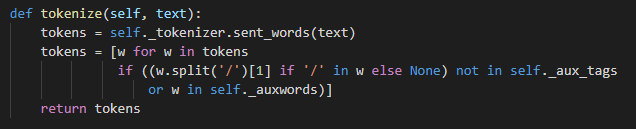 def tokenize(self, text):
    tokens = self._tokenizer.sent_words(text)
    tokens = [w for w in tokens
              if ((w.split('/')[1] if '/' in w else None) not in self._aux_tags
                  or w in self._auxwords)]
    return tokens